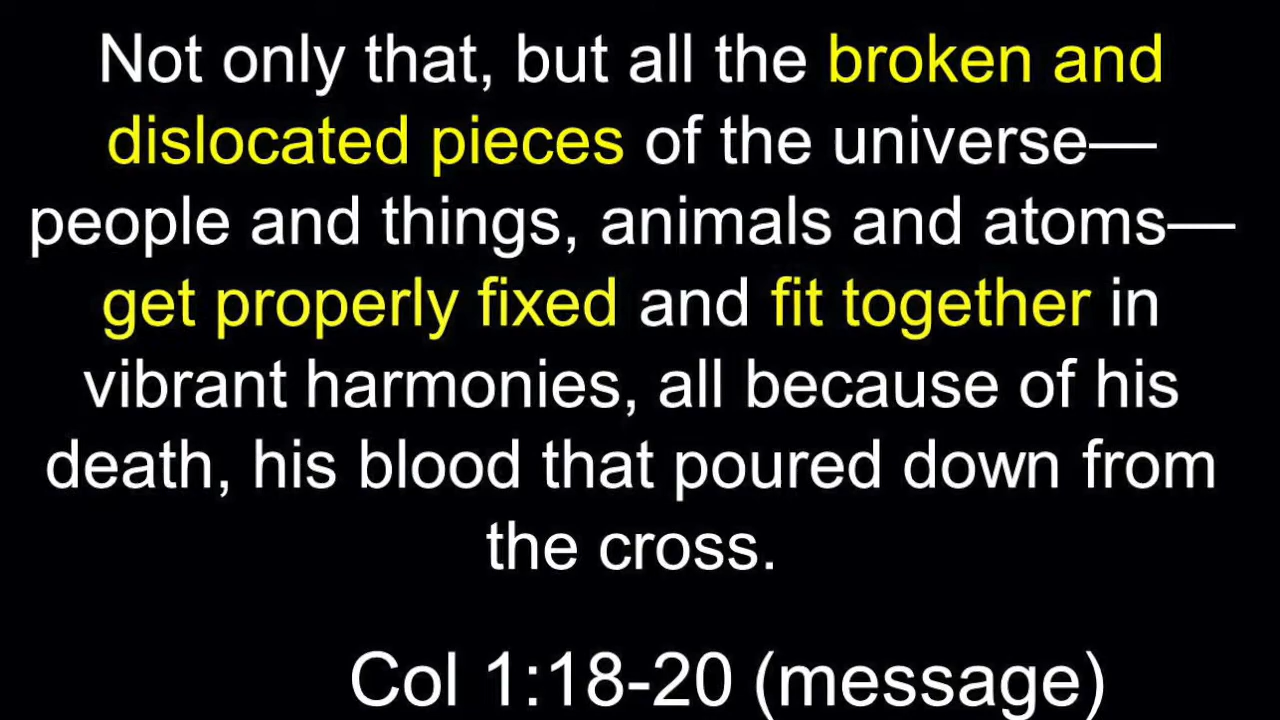 Not only that, but all the broken and
dislocated pieces of the universe—
people and things, animals and atoms—
get properly fixed and fit together in
vibrant harmonies, all because of his
death, his blood that poured down from
the cross.
Col 1:18-20 (message)